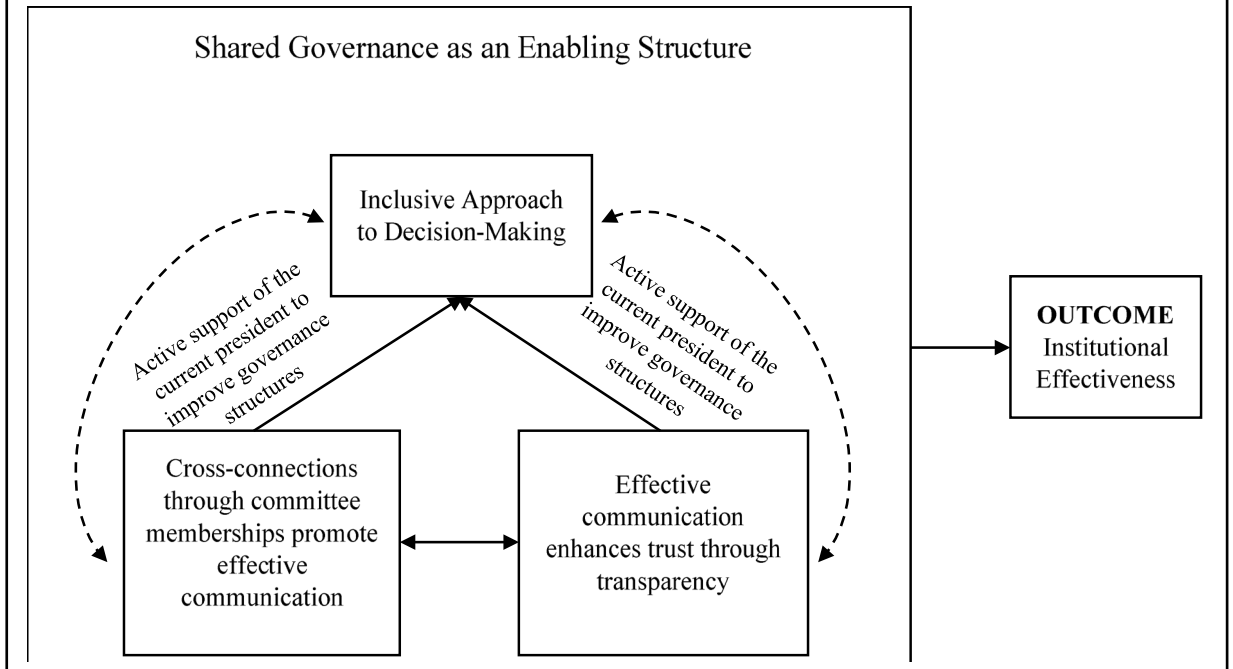 Shared Governance as an Enabling Structure
Inclusive Approach
to Decision-Making
Active support of the
current president to
improve governance
structures
Active support of the
current president to
improve governance
structures
OUTCOME
Institutional
Effectiveness
Cross-connections
through committee
memberships promote
effective
communication
Effective
communication
enhances trust through
transparency